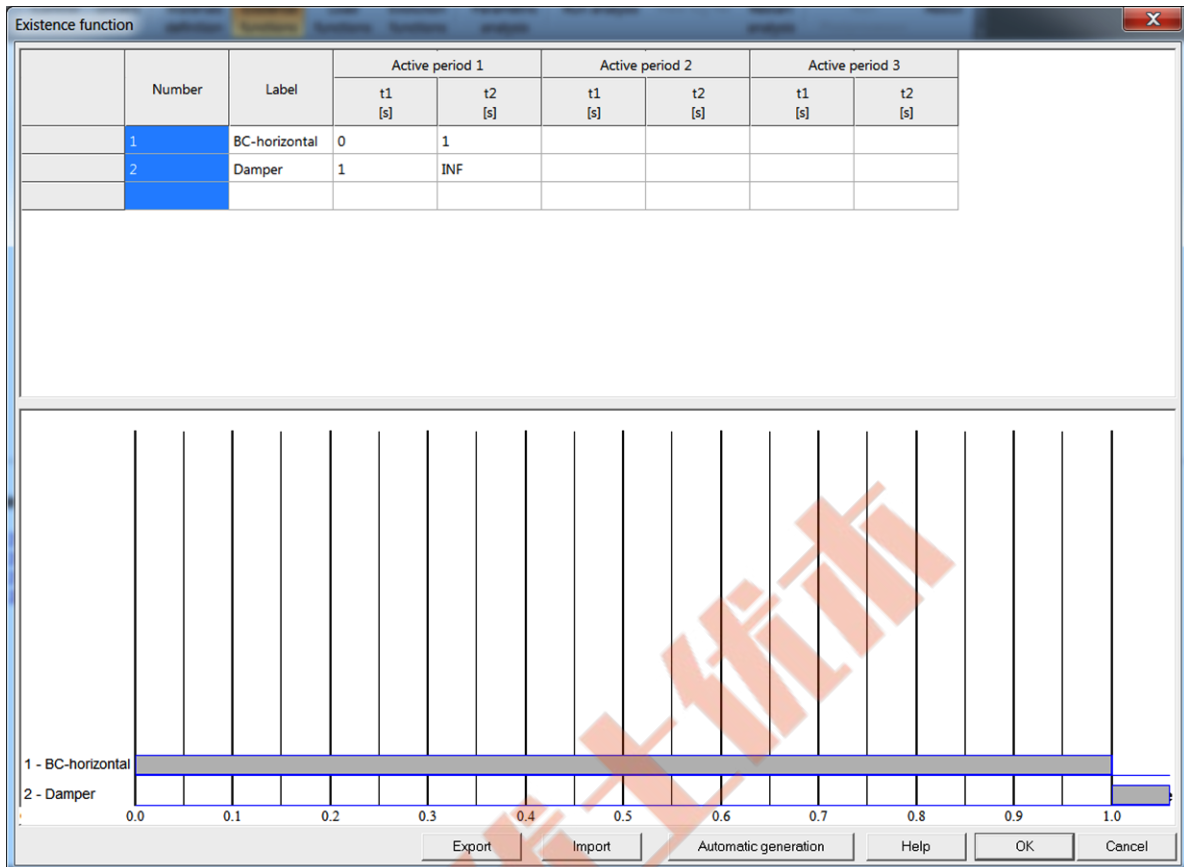 Existence function
Active period 1 Active period 2 Active period 3
Number Label t1 t2 t1 t2 t1 t2
[s] [s] [s] [s] [s] [s]
1 BC-horizontal 0 1
2 Damper 1 INF
1 - BC-horizontal
2 - Damper
0.0 0.1 0.2 0.3 0.4 0.5 0.6 0.7 0.8 0.9 1.0
Export Import Automatic generation Help OK Cancel